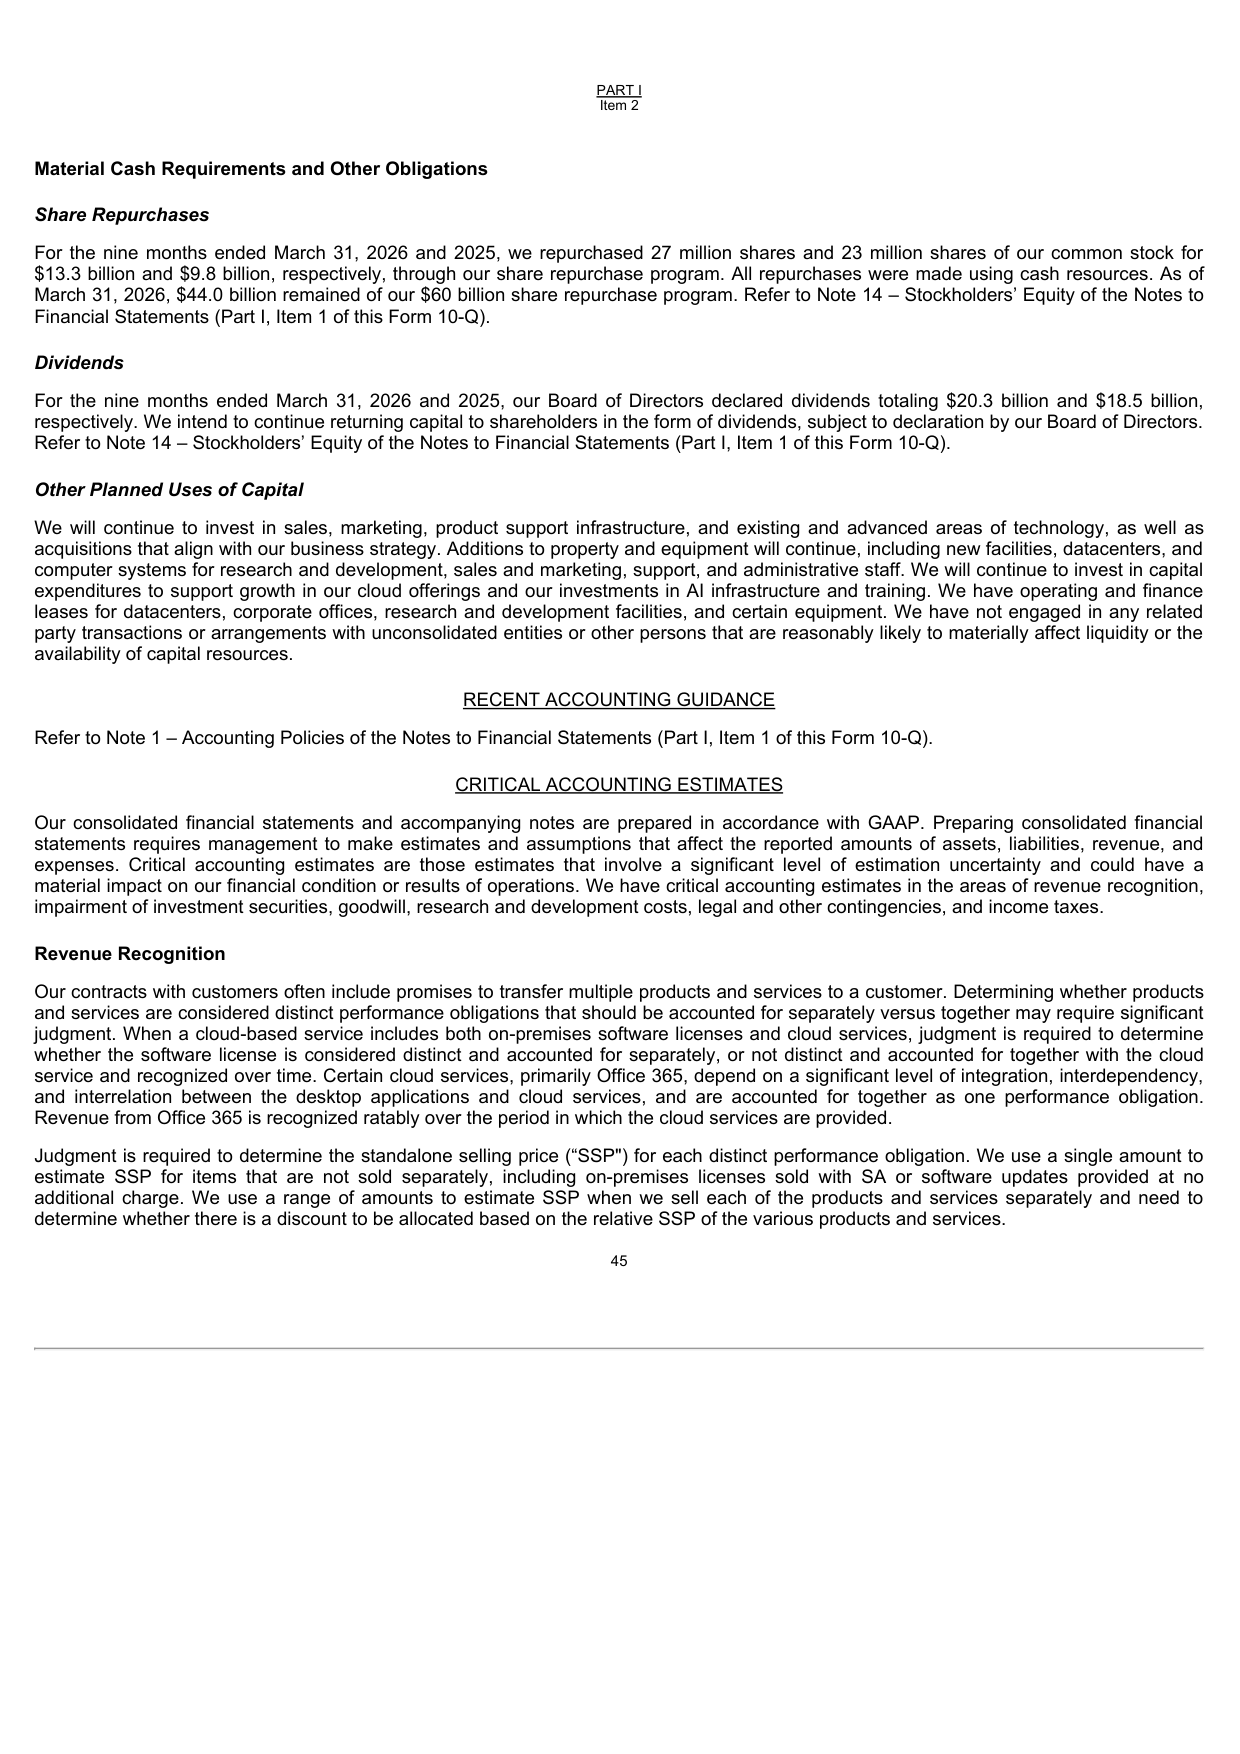 PART I
Item 2
Material Cash Requirements and Other Obligations
Share Repurchases
For the nine months ended March 31, 2026 and 2025, we repurchased 27 million shares and 23 million shares of our common stock for
$13.3 billion and $9.8 billion, respectively, through our share repurchase program. All repurchases were made using cash resources. As of
March 31, 2026, $44.0 billion remained of our $60 billion share repurchase program. Refer to Note 14 – Stockholders’ Equity of the Notes to
Financial Statements (Part I, Item 1 of this Form 10-Q).
Dividends
For the nine months ended March 31, 2026 and 2025, our Board of Directors declared dividends totaling $20.3 billion and $18.5 billion,
respectively. We intend to continue returning capital to shareholders in the form of dividends, subject to declaration by our Board of Directors.
Refer to Note 14 – Stockholders’ Equity of the Notes to Financial Statements (Part I, Item 1 of this Form 10-Q).
Other Planned Uses of Capital
We will continue to invest in sales, marketing, product support infrastructure, and existing and advanced areas of technology, as well as
acquisitions that align with our business strategy. Additions to property and equipment will continue, including new facilities, datacenters, and
computer systems for research and development, sales and marketing, support, and administrative staff. We will continue to invest in capital
expenditures to support growth in our cloud offerings and our investments in AI infrastructure and training. We have operating and finance
leases for datacenters, corporate offices, research and development facilities, and certain equipment. We have not engaged in any related
party transactions or arrangements with unconsolidated entities or other persons that are reasonably likely to materially affect liquidity or the
availability of capital resources.
RECENT ACCOUNTING GUIDANCE
Refer to Note 1 – Accounting Policies of the Notes to Financial Statements (Part I, Item 1 of this Form 10-Q).
CRITICAL ACCOUNTING ESTIMATES
Our consolidated financial statements and accompanying notes are prepared in accordance with GAAP. Preparing consolidated financial
statements requires management to make estimates and assumptions that affect the reported amounts of assets, liabilities, revenue, and
expenses. Critical accounting estimates are those estimates that involve a significant level of estimation uncertainty and could have a
material impact on our financial condition or results of operations. We have critical accounting estimates in the areas of revenue recognition,
impairment of investment securities, goodwill, research and development costs, legal and other contingencies, and income taxes.
Revenue Recognition
Our contracts with customers often include promises to transfer multiple products and services to a customer. Determining whether products
and services are considered distinct performance obligations that should be accounted for separately versus together may require significant
judgment. When a cloud-based service includes both on-premises software licenses and cloud services, judgment is required to determine
whether the software license is considered distinct and accounted for separately, or not distinct and accounted for together with the cloud
service and recognized over time. Certain cloud services, primarily Office 365, depend on a significant level of integration, interdependency,
and interrelation between the desktop applications and cloud services, and are accounted for together as one performance obligation.
Revenue from Office 365 is recognized ratably over the period in which the cloud services are provided.
Judgment is required to determine the standalone selling price (“SSP") for each distinct performance obligation. We use a single amount to
estimate SSP for items that are not sold separately, including on-premises licenses sold with SA or software updates provided at no
additional charge. We use a range of amounts to estimate SSP when we sell each of the products and services separately and need to
determine whether there is a discount to be allocated based on the relative SSP of the various products and services.
45